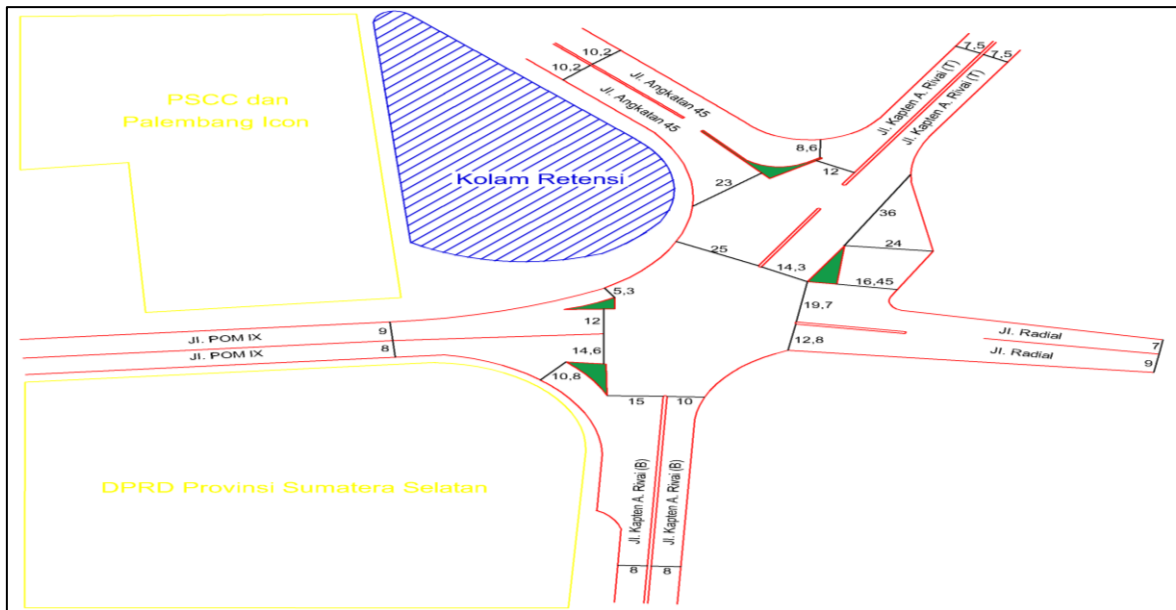 PSCC dan
Palembang Icon
Kolam Retensi
10,2
10,2
Jl. Angkatan 45
Jl. Angkatan 45
7,5
7,5
Jl. Kapten A. Rivai (T)
Jl. Kapten A. Rivai (T)
8,6
12
23
36
24
25
14,3
16,45
19,7
12,8
5,3
12
14,6
10,8
9
8
Jl. POM IX
Jl. POM IX
Jl. Radial
Jl. Radial
7
9
15
10
DPRD Provinsi Sumatera Selatan
Jl. Kapten A. Rivai (B)
Jl. Kapten A. Rivai (B)
8
8